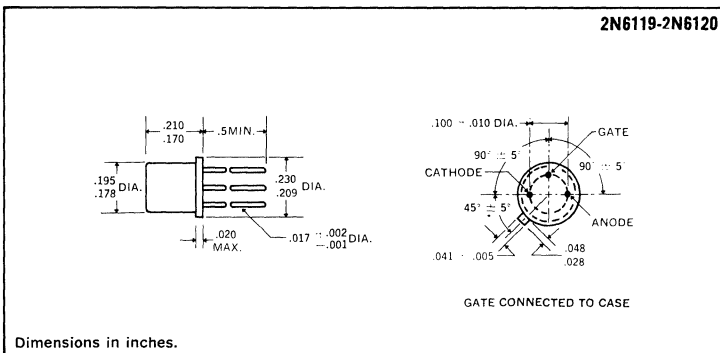 2N6119-2N6120
.210
.170
.5MIN.
.195
.178 DIA.
.230
.209 DIA.
.020
MAX.
.017 +.002
-.001 DIA.
.100 ± .010 DIA.
GATE
90° ± 5°
90° ± 5°
CATHODE
45° ± 5°
ANODE
.041 ± .005
.048
.028
GATE CONNECTED TO CASE
Dimensions in inches.